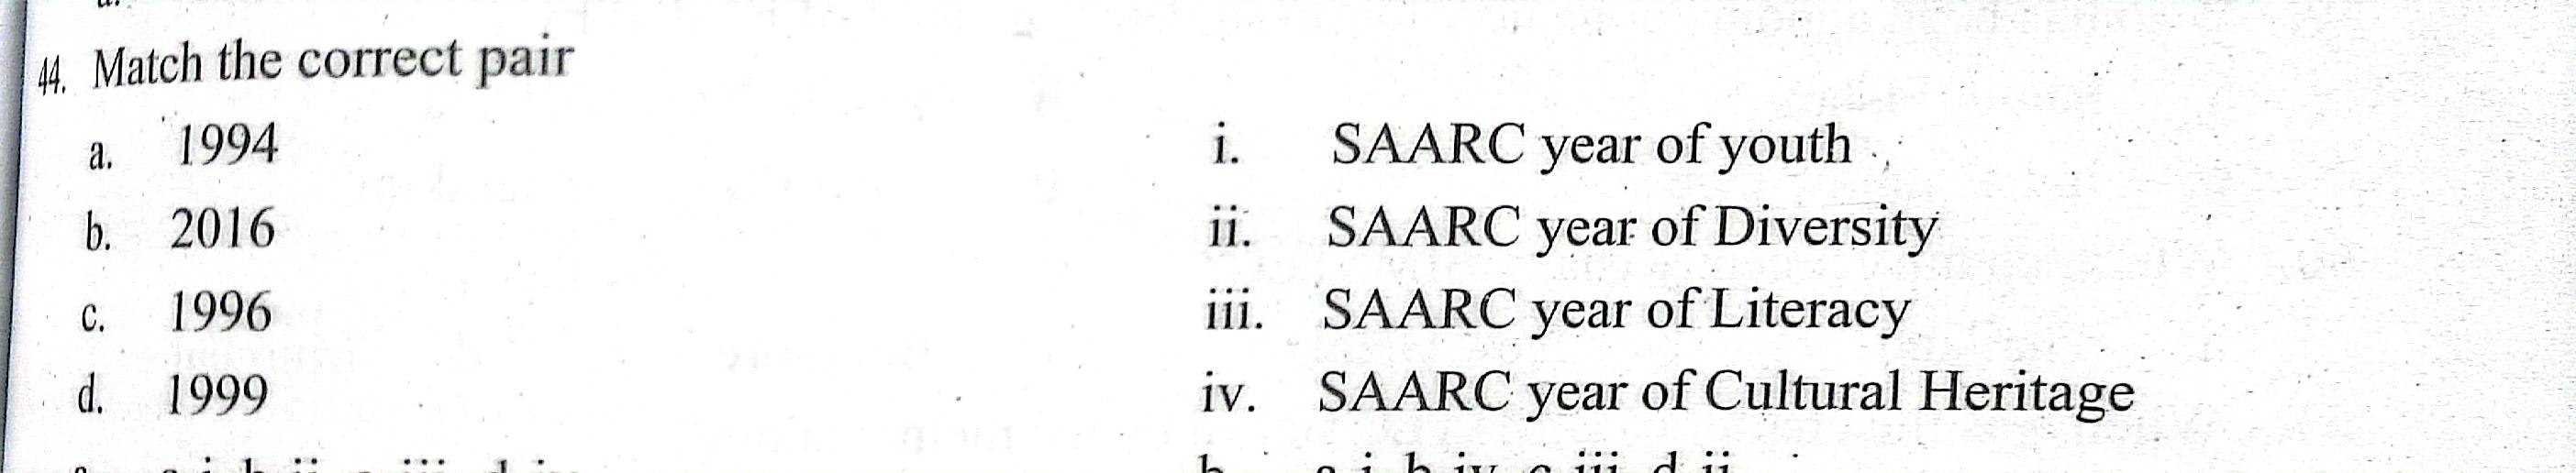 44. Match the correct pair
a. 1994 i. SAARC year of youth
b. 2016 ii. SAARC year of Diversity
c. 1996 iii. SAARC year of Literacy
d. 1999 iv. SAARC year of Cultural Heritage